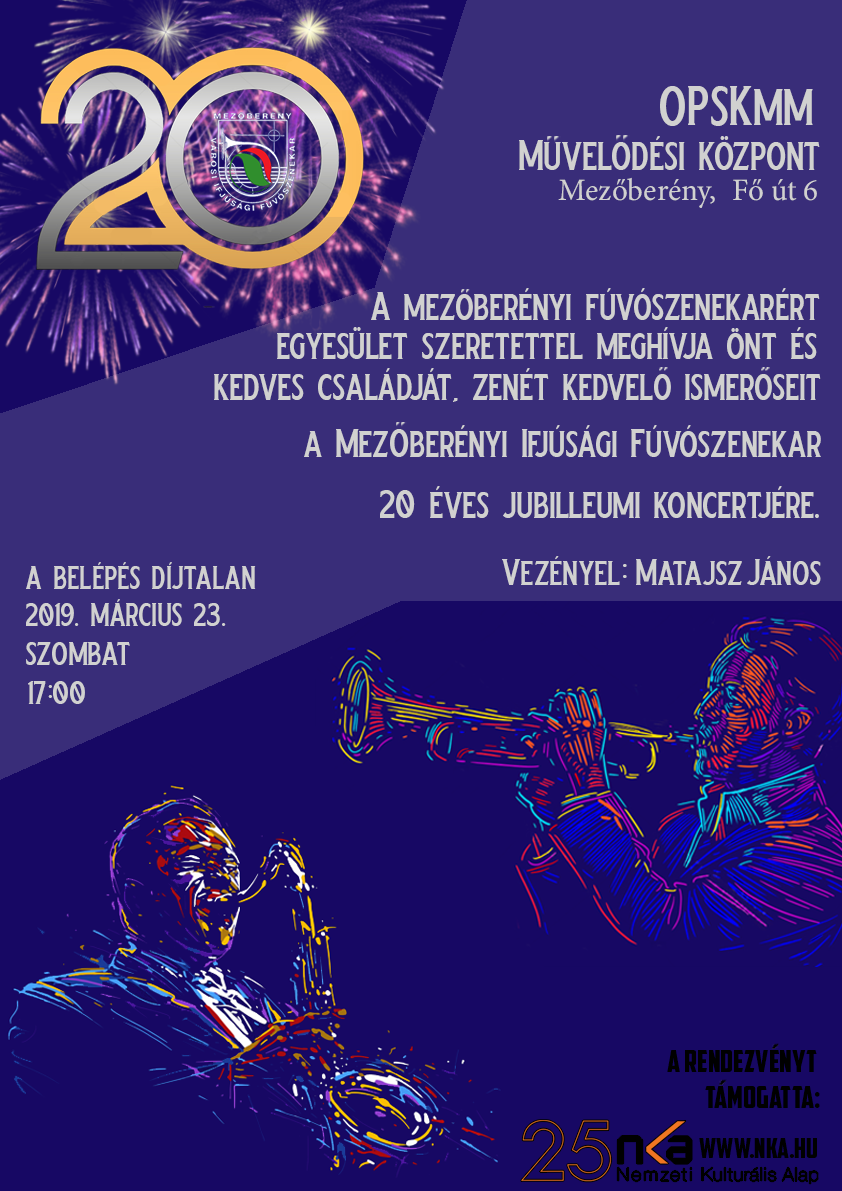 20
MEZŐBERÉNY
VÁROSI IFJÚSÁGI FÚVÓSZENEKAR
OPSKMM
MŰVELŐDÉSI KÖZPONT
Mezőberény, Fő út 6
A MEZŐBERÉNYI FÚVÓSZENEKARÉRT
EGYESÜLET SZERETETTEL MEGHÍVJA ÖNT ÉS
KEDVES CSALÁDJÁT, ZENÉT KEDVELŐ ISMERŐSEIT
A MEZŐBERÉNYI IFJÚSÁGI FÚVÓSZENEKAR
20 ÉVES JUBILLEUMI KONCERTJÉRE.
VEZÉNYEL: MATAJSZ JÁNOS
A BELÉPÉS DÍJTALAN
2019. MÁRCIUS 23.
SZOMBAT
17:00
A RENDEZVÉNYT
TÁMOGATTA:
25 nka WWW.NKA.HU
Nemzeti Kulturális Alap